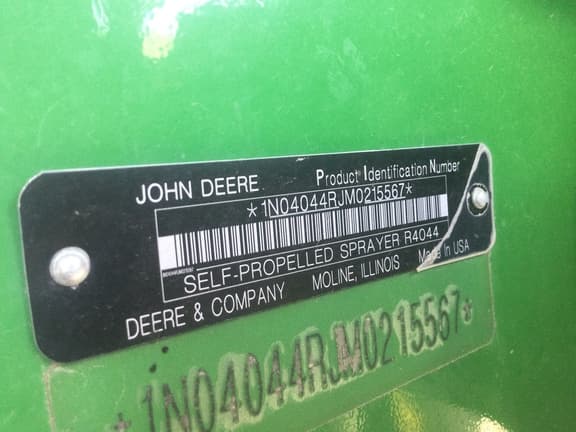 JOHN DEERE Product Identification Number
*1N04044RJM0215567*
SELF-PROPELLED SPRAYER R4044
DEERE & COMPANY MOLINE, ILLINOIS Made In USA
*1N04044RJM0215567*